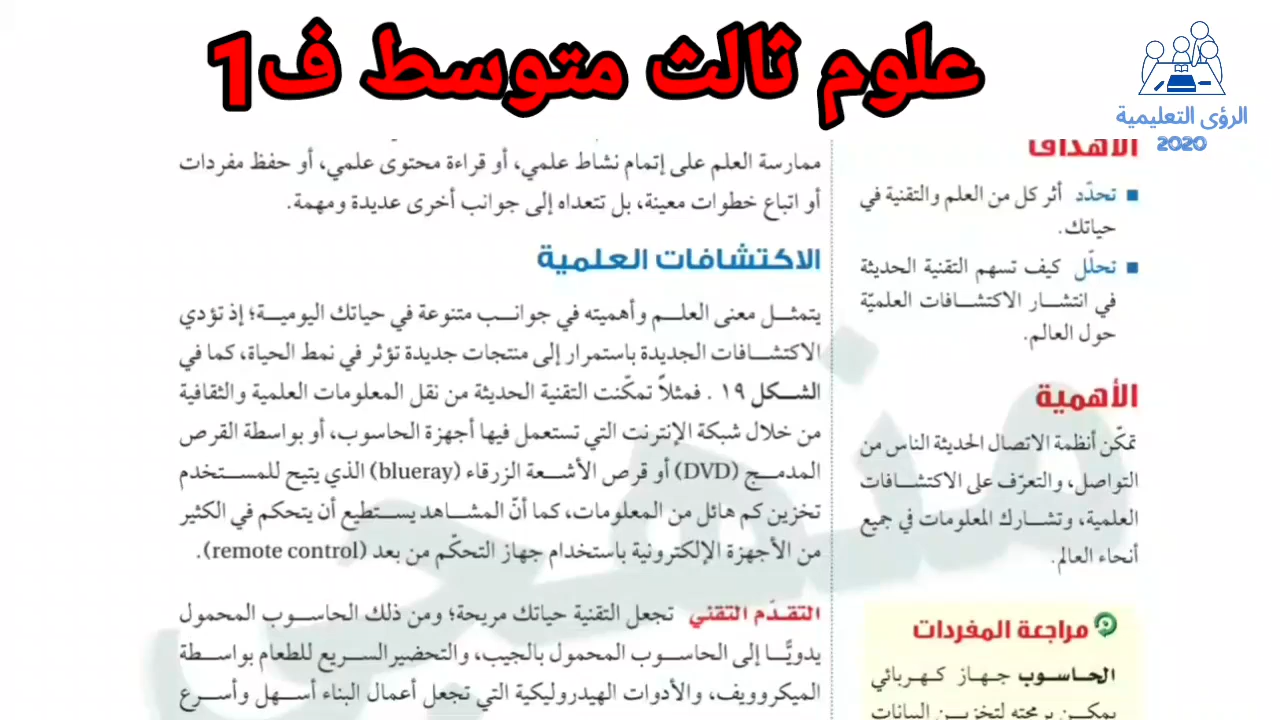 علوم ثالث متوسط ف1
الرؤى التعليمية
2020
الأهداف
■ تحدّد أثر كل من العلم والتقنية في
حياتك.
■ تحلّل كيف تسهم التقنية الحديثة
في انتشار الاكتشافات العلميّة
حول العالم.
الأهمية
تمكّن أنظمة الاتصال الحديثة الناس من
التواصل، والتعرّف على الاكتشافات
العلمية، وتشارك المعلومات في جميع
أنحاء العالم.
مراجعة المفردات
الحاسوب جهاز كهربائي
يمكن برمجته لتخزين البيانات
ممارسة العلم على إتمام نشاط علمي، أو قراءة محتوى علمي، أو حفظ مفردات
أو اتباع خطوات معينة، بل تتعداه إلى جوانب أخرى عديدة ومهمة.
الاكتشافات العلمية
يتمثل معنى العلم وأهميته في جوانب متنوعة في حياتك اليومية؛ إذ تؤدي
الاكتشافات الجديدة باستمرار إلى منتجات جديدة تؤثر في نمط الحياة، كما في
الشكل ١٩ . فمثلاً تمكّنت التقنية الحديثة من نقل المعلومات العلمية والثقافية
من خلال شبكة الإنترنت التي تستعمل فيها أجهزة الحاسوب، أو بواسطة القرص
المدمج (DVD) أو قرص الأشعة الزرقاء (blueray) الذي يتيح للمستخدم
تخزين كم هائل من المعلومات، كما أنّ المشاهد يستطيع أن يتحكم في الكثير
من الأجهزة الإلكترونية باستخدام جهاز التحكّم من بعد (remote control).
التقدّم التقني تجعل التقنية حياتك مريحة؛ ومن ذلك الحاسوب المحمول
يدويًّا إلى الحاسوب المحمول بالجيب، والتحضير السريع للطعام بواسطة
الميكروويف، والأدوات الهيدروليكية التي تجعل أعمال البناء أسهل وأسرع
منهجي